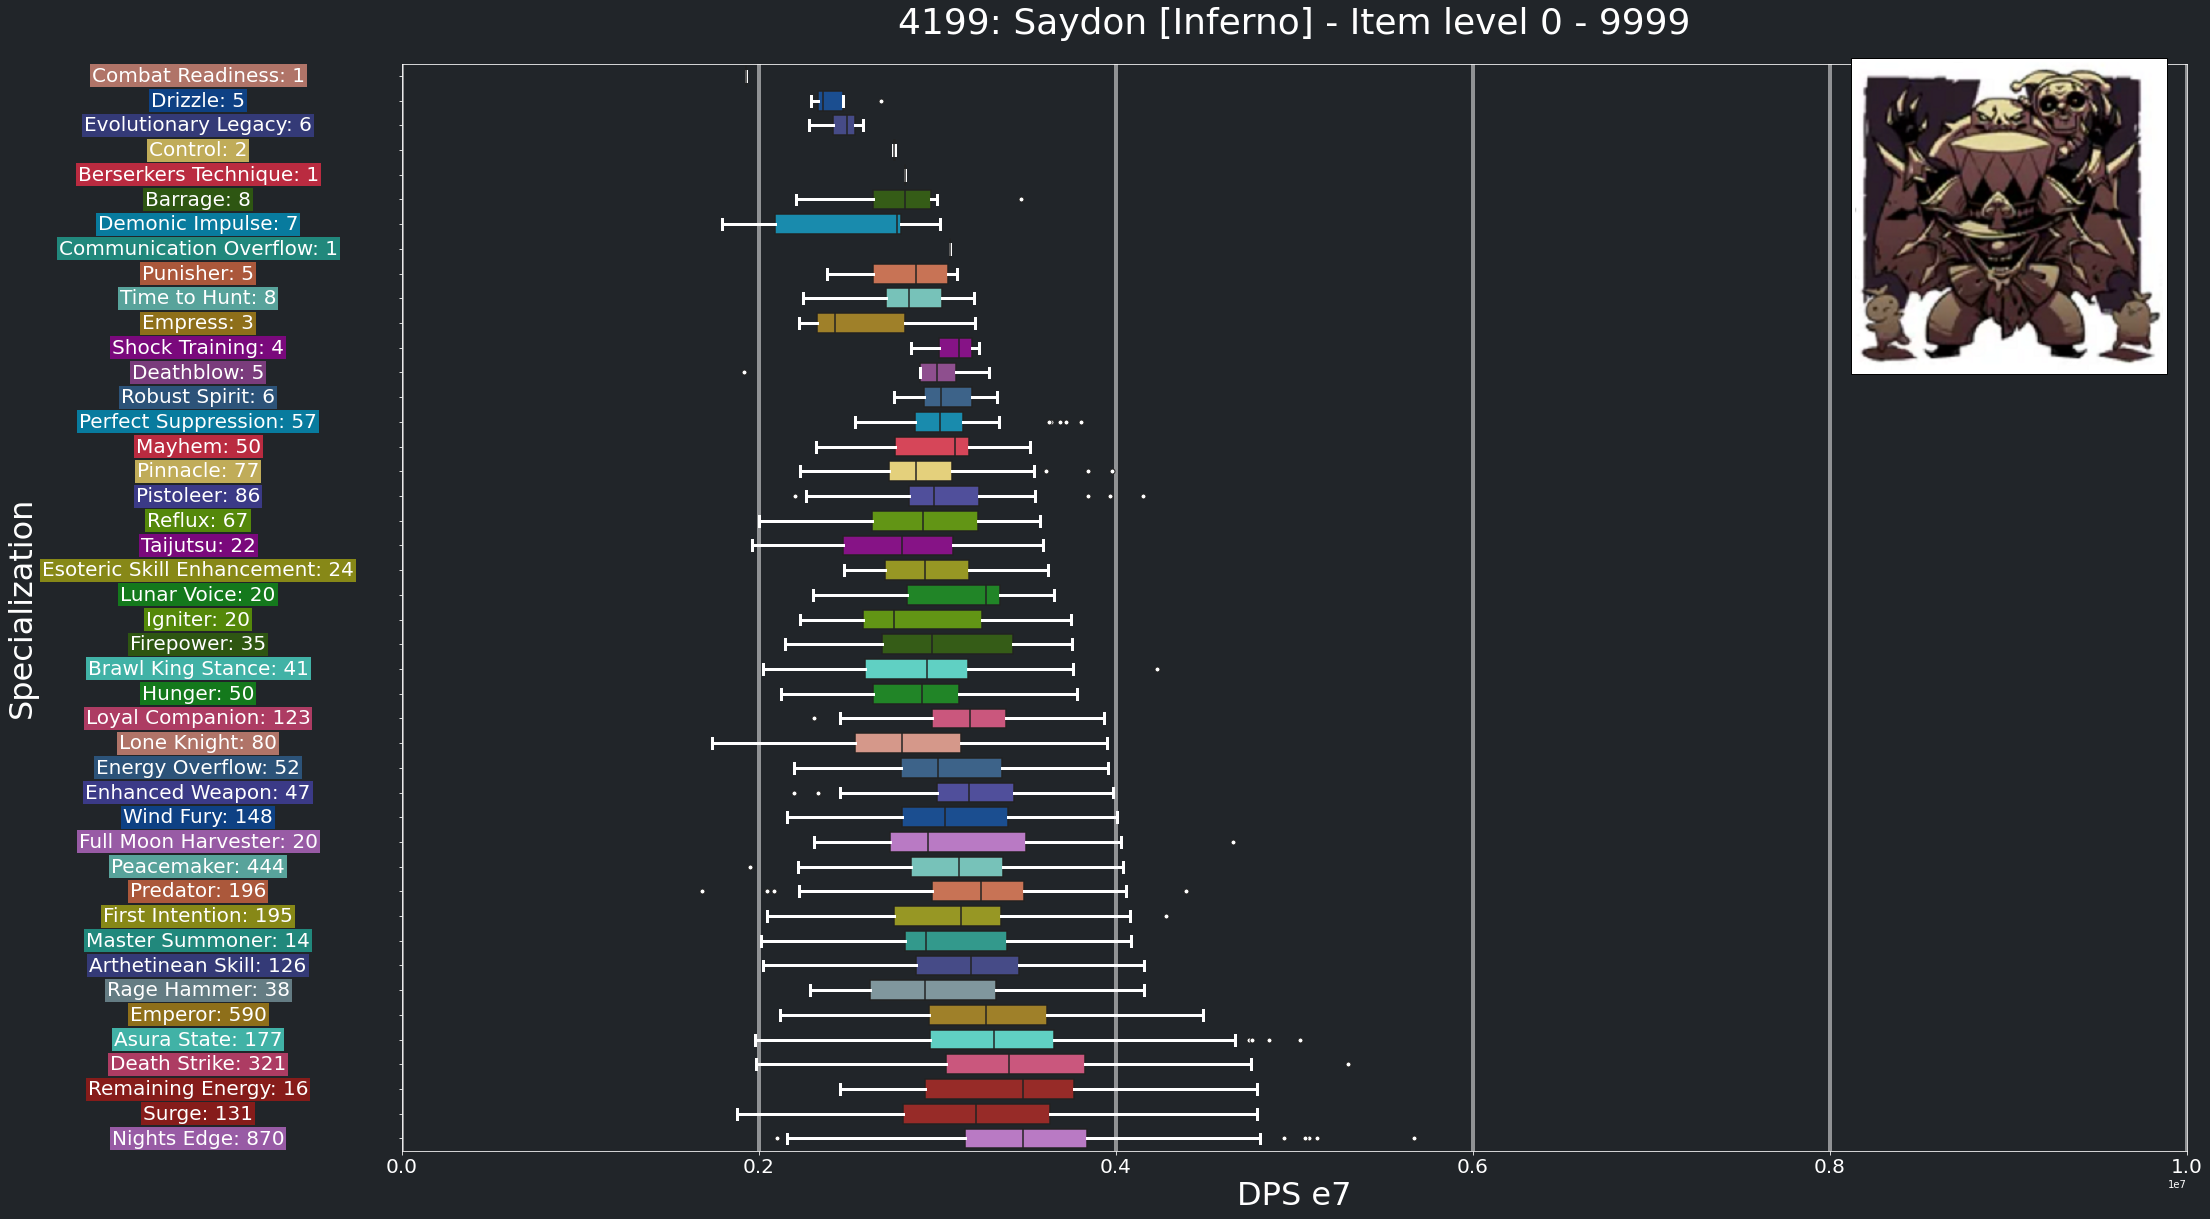 4199: Saydon [Inferno] - Item level 0 - 9999
Specialization
Combat Readiness: 1
Drizzle: 5
Evolutionary Legacy: 6
Control: 2
Berserkers Technique: 1
Barrage: 8
Demonic Impulse: 7
Communication Overflow: 1
Punisher: 5
Time to Hunt: 8
Empress: 3
Shock Training: 4
Deathblow: 5
Robust Spirit: 6
Perfect Suppression: 57
Mayhem: 50
Pinnacle: 77
Pistoleer: 86
Reflux: 67
Taijutsu: 22
Esoteric Skill Enhancement: 24
Lunar Voice: 20
Igniter: 20
Firepower: 35
Brawl King Stance: 41
Hunger: 50
Loyal Companion: 123
Lone Knight: 80
Energy Overflow: 52
Enhanced Weapon: 47
Wind Fury: 148
Full Moon Harvester: 20
Peacemaker: 444
Predator: 196
First Intention: 195
Master Summoner: 14
Arthetinean Skill: 126
Rage Hammer: 38
Emperor: 590
Asura State: 177
Death Strike: 321
Remaining Energy: 16
Surge: 131
Nights Edge: 870
0.0 0.2 0.4 0.6 0.8 1.0
1e7
DPS e7